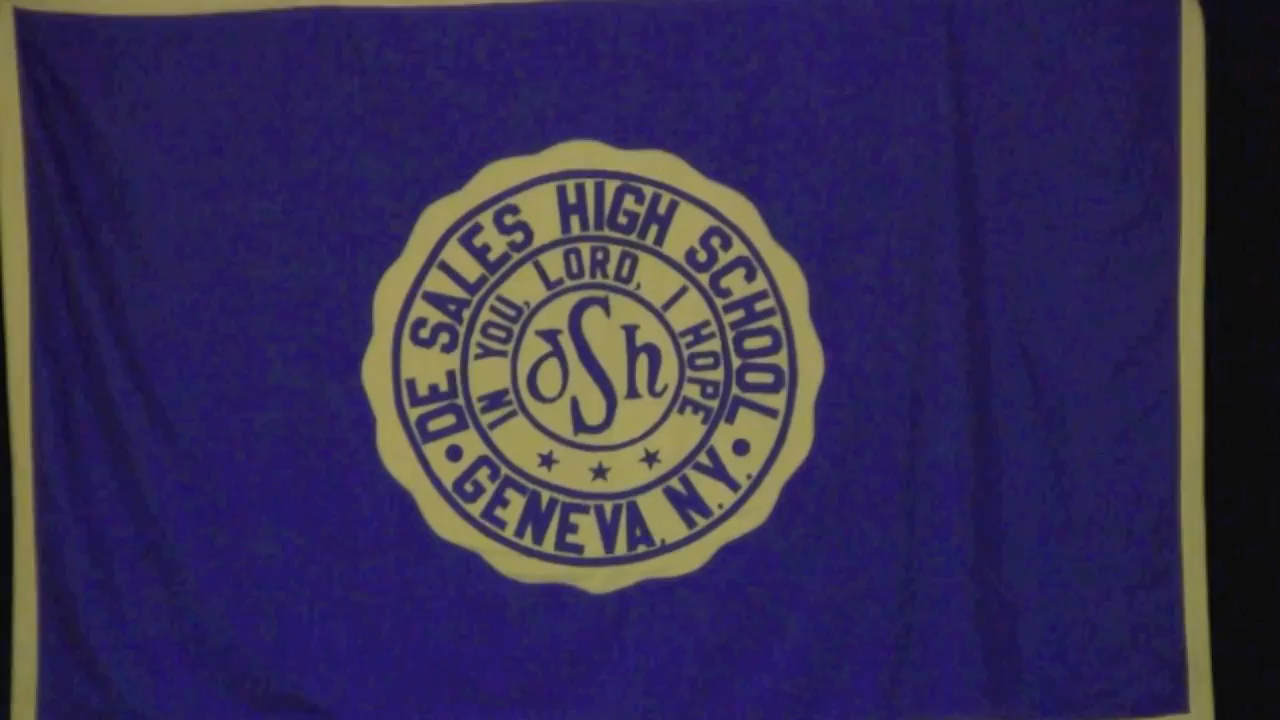 DE SALES HIGH SCHOOL
IN YOU, LORD, I HOPE
dSh
GENEVA, N.Y.